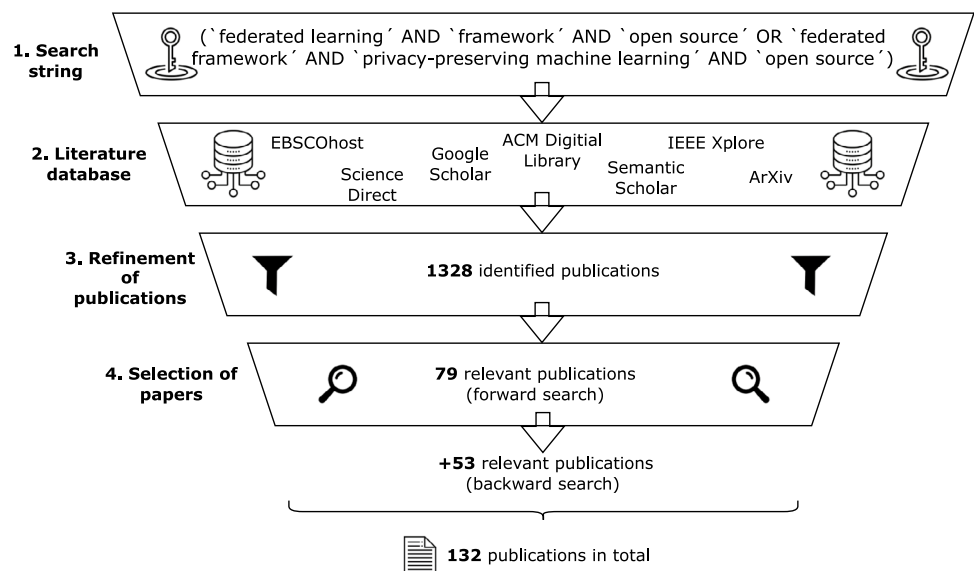 1. Search
string
(`federated learning´ AND `framework´ AND `open source´ OR `federated
framework´ AND `privacy-preserving machine learning´ AND `open source´)
2. Literature
database
EBSCOhost
Science
Direct
Google
Scholar
ACM Digitial
Library
Semantic
Scholar
IEEE Xplore
ArXiv
3. Refinement
of
publications
1328 identified publications
4. Selection of
papers
79 relevant publications
(forward search)
+53 relevant publications
(backward search)
132 publications in total